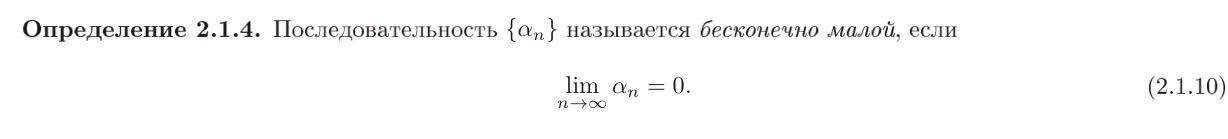 Определение 2.1.4. Последовательность {αₙ} называется бесконечно малой, если
lim αₙ = 0. (2.1.10)
n→∞